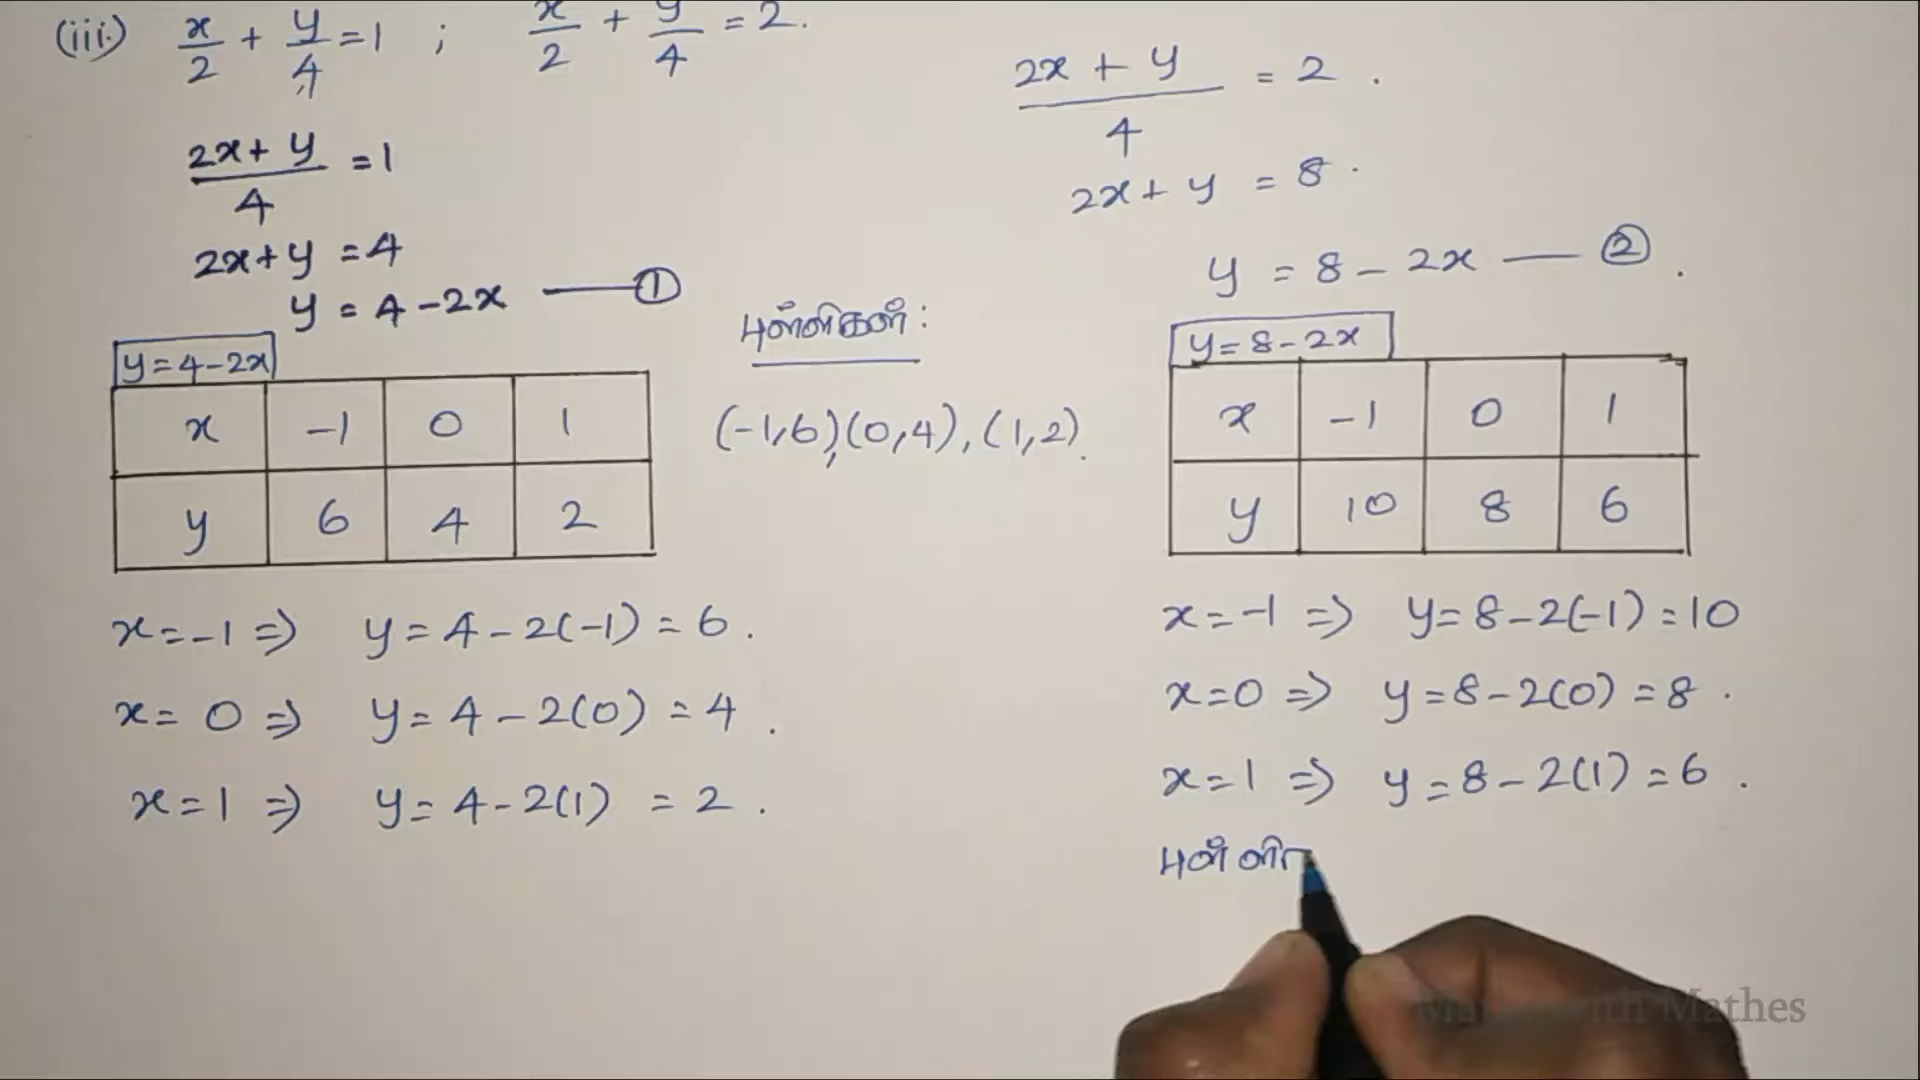 (iii) x/2 + y/4 = 1 ; x/2 + y/4 = 2.
(2x + y)/4 = 1
2x + y = 4
y = 4 - 2x —— ①
y = 4 - 2x
x -1 0 1
y 6 4 2
x = -1 ⇒ y = 4 - 2(-1) = 6.
x = 0 ⇒ y = 4 - 2(0) = 4.
x = 1 ⇒ y = 4 - 2(1) = 2.
புள்ளிகள் :
(-1,6), (0,4), (1,2).
(2x + y)/4 = 2.
2x + y = 8.
y = 8 - 2x —— ②.
y = 8 - 2x
x -1 0 1
y 10 8 6
x = -1 ⇒ y = 8 - 2(-1) = 10
x = 0 ⇒ y = 8 - 2(0) = 8.
x = 1 ⇒ y = 8 - 2(1) = 6.
புள்ளி
Mathes